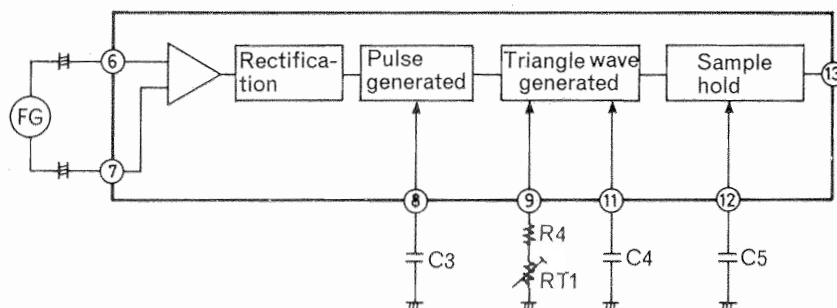 Rectifica-
tion
Pulse
generated
Triangle wave
generated
Sample
hold
6
13
FG
7
8
9
11
12
R4
C3
C4
C5
RT1